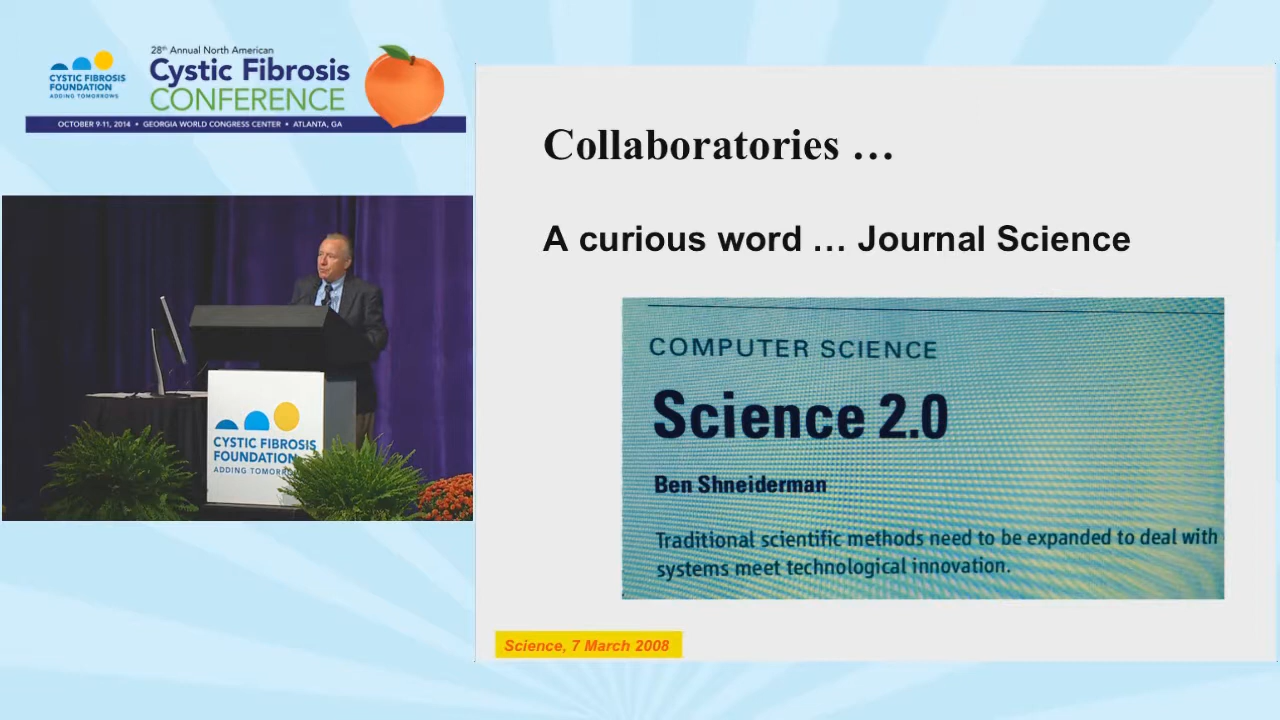 28th Annual North American
Cystic Fibrosis
CONFERENCE
CYSTIC FIBROSIS
FOUNDATION
ADDING TOMORROWS
OCTOBER 9-11, 2014 • GEORGIA WORLD CONGRESS CENTER • ATLANTA, GA
Collaboratories …
A curious word … Journal Science
COMPUTER SCIENCE
Science 2.0
Ben Shneiderman
Traditional scientific methods need to be expanded to deal with
systems meet technological innovation.
Science, 7 March 2008
CYSTIC FIBROSIS
FOUNDATION
ADDING